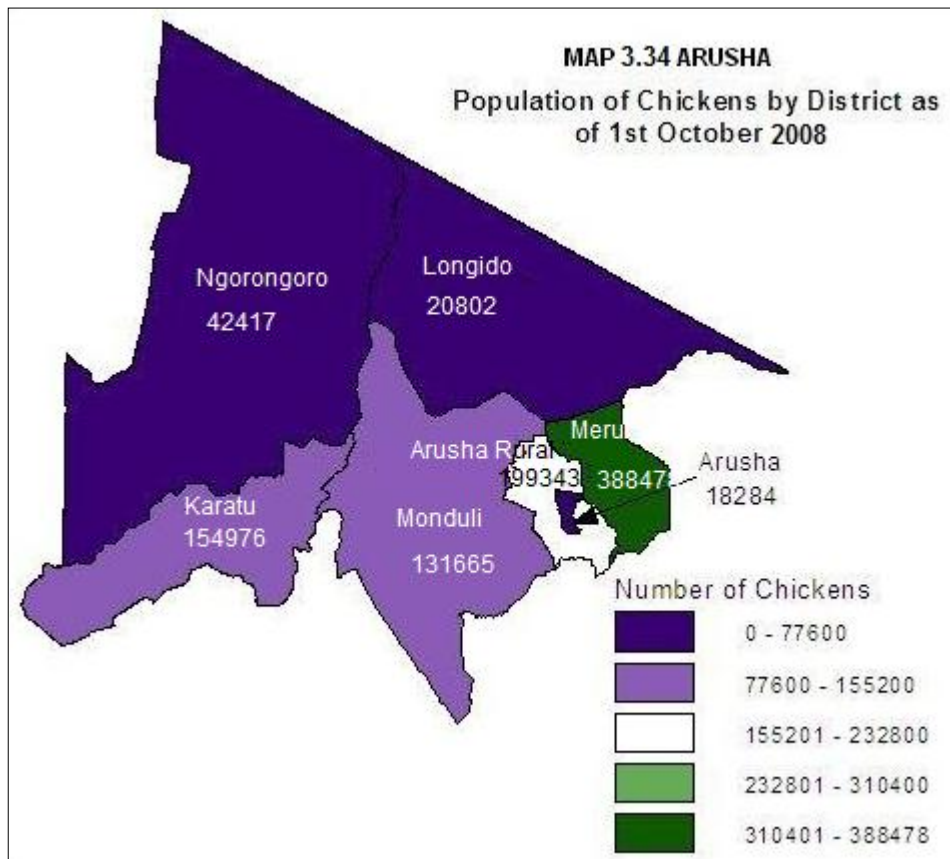 MAP 3.34 ARUSHA
Population of Chickens by District as
of 1st October 2008
Longido
20802
Ngorongoro
42417
Meru
388478
Arusha Rural
199343
Arusha
18284
Karatu
154976
Monduli
131665
Number of Chickens
0 - 77600
77600 - 155200
155201 - 232800
232801 - 310400
310401 - 388478